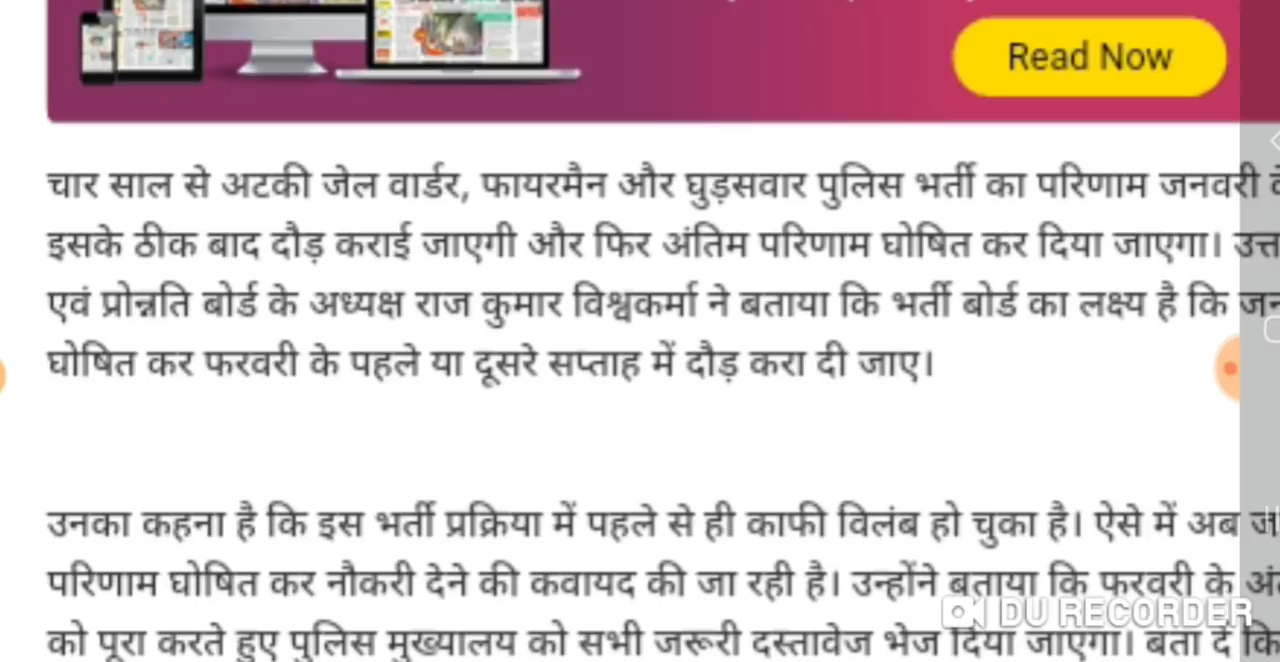 Read Now
चार साल से अटकी जेल वार्डर, फायरमैन और घुड़सवार पुलिस भर्ती का परिणाम जनवरी
इसके ठीक बाद दौड़ कराई जाएगी और फिर अंतिम परिणाम घोषित कर दिया जाएगा।
एवं प्रोन्नति बोर्ड के अध्यक्ष राज कुमार विश्वकर्मा ने बताया कि भर्ती बोर्ड का लक्ष्य है कि
घोषित कर फरवरी के पहले या दूसरे सप्ताह में दौड़ करा दी जाए।
उनका कहना है कि इस भर्ती प्रक्रिया में पहले से ही काफी विलंब हो चुका है। ऐसे में अब
परिणाम घोषित कर नौकरी देने की कवायद की जा रही है। उन्होंने बताया कि फरवरी के
DU RECORDER
को पूरा करते हुए पुलिस मुख्यालय को सभी जरूरी दस्तावेज भेज दिया जाएगा। बता दें कि